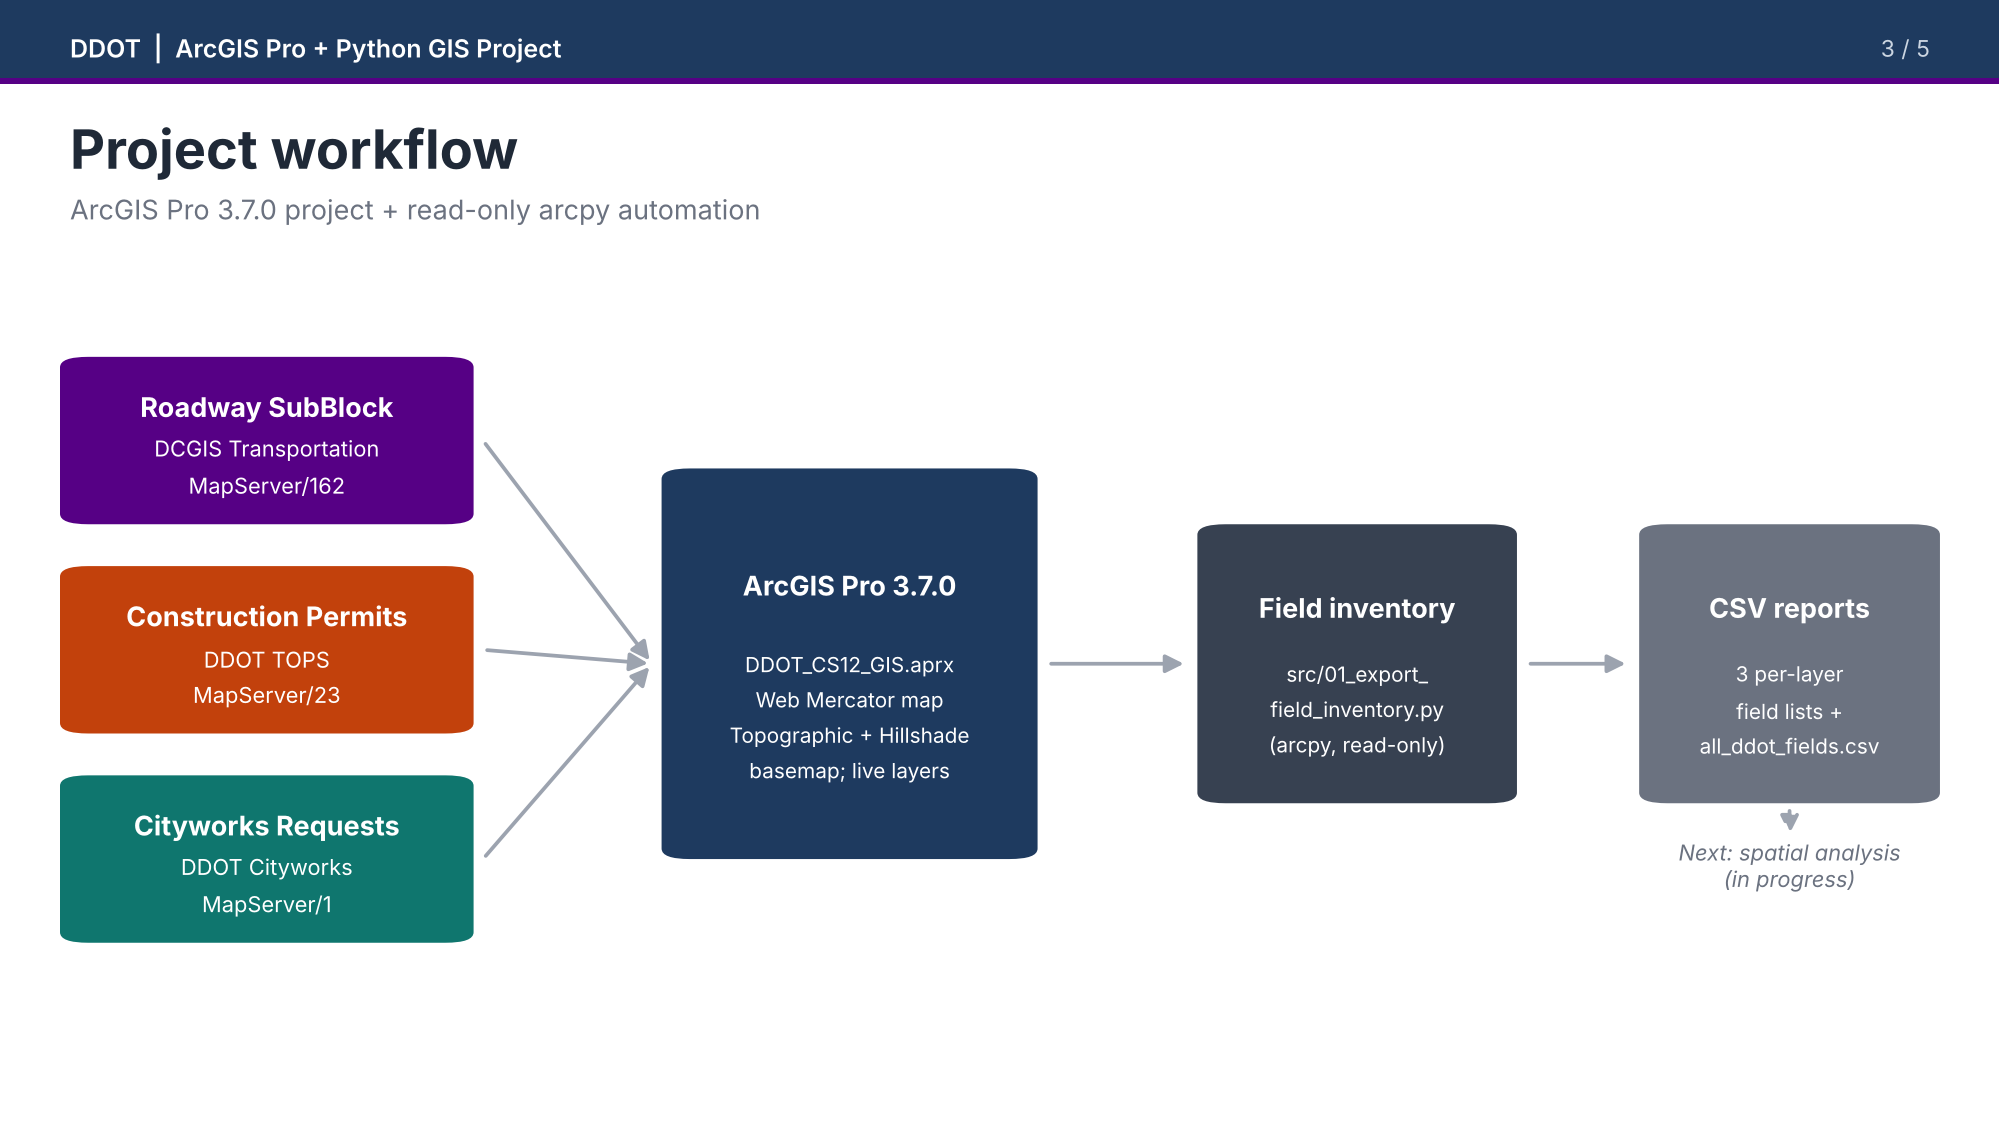 DDOT | ArcGIS Pro + Python GIS Project
3 / 5
Project workflow
ArcGIS Pro 3.7.0 project + read-only arcpy automation
Roadway SubBlock
DCGIS Transportation
MapServer/162
Construction Permits
DDOT TOPS
MapServer/23
Cityworks Requests
DDOT Cityworks
MapServer/1
ArcGIS Pro 3.7.0
DDOT_CS12_GIS.aprx
Web Mercator map
Topographic + Hillshade
basemap; live layers
Field inventory
src/01_export_
field_inventory.py
(arcpy, read-only)
CSV reports
3 per-layer
field lists +
all_ddot_fields.csv
Next: spatial analysis
(in progress)